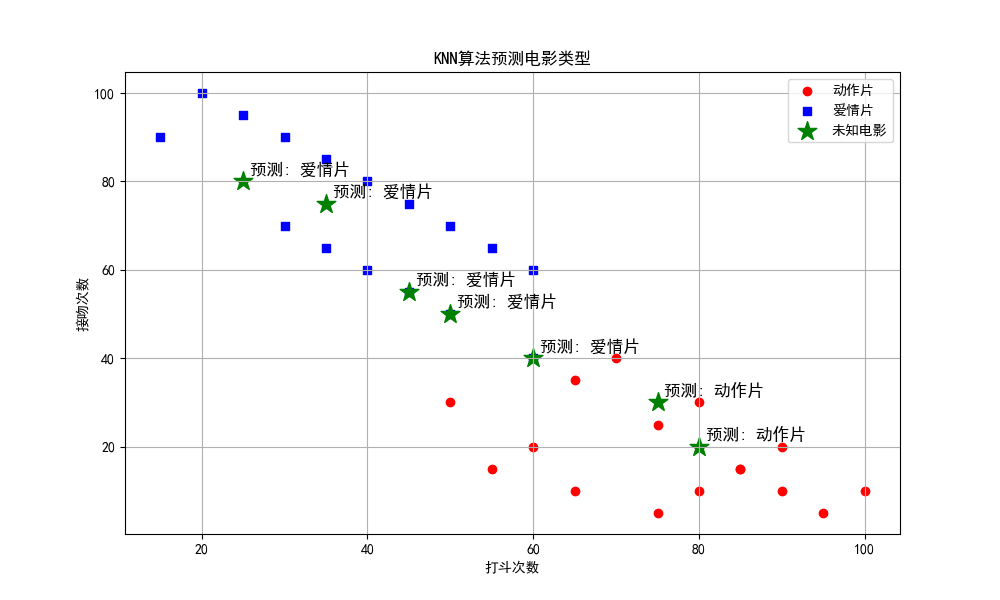 KNN算法预测电影类型
动作片
爱情片
未知电影
预测: 爱情片
预测: 爱情片
预测: 爱情片
预测: 爱情片
预测: 爱情片
预测: 动作片
预测: 动作片
接吻次数
100
80
60
40
20
20 40 60 80 100
打斗次数